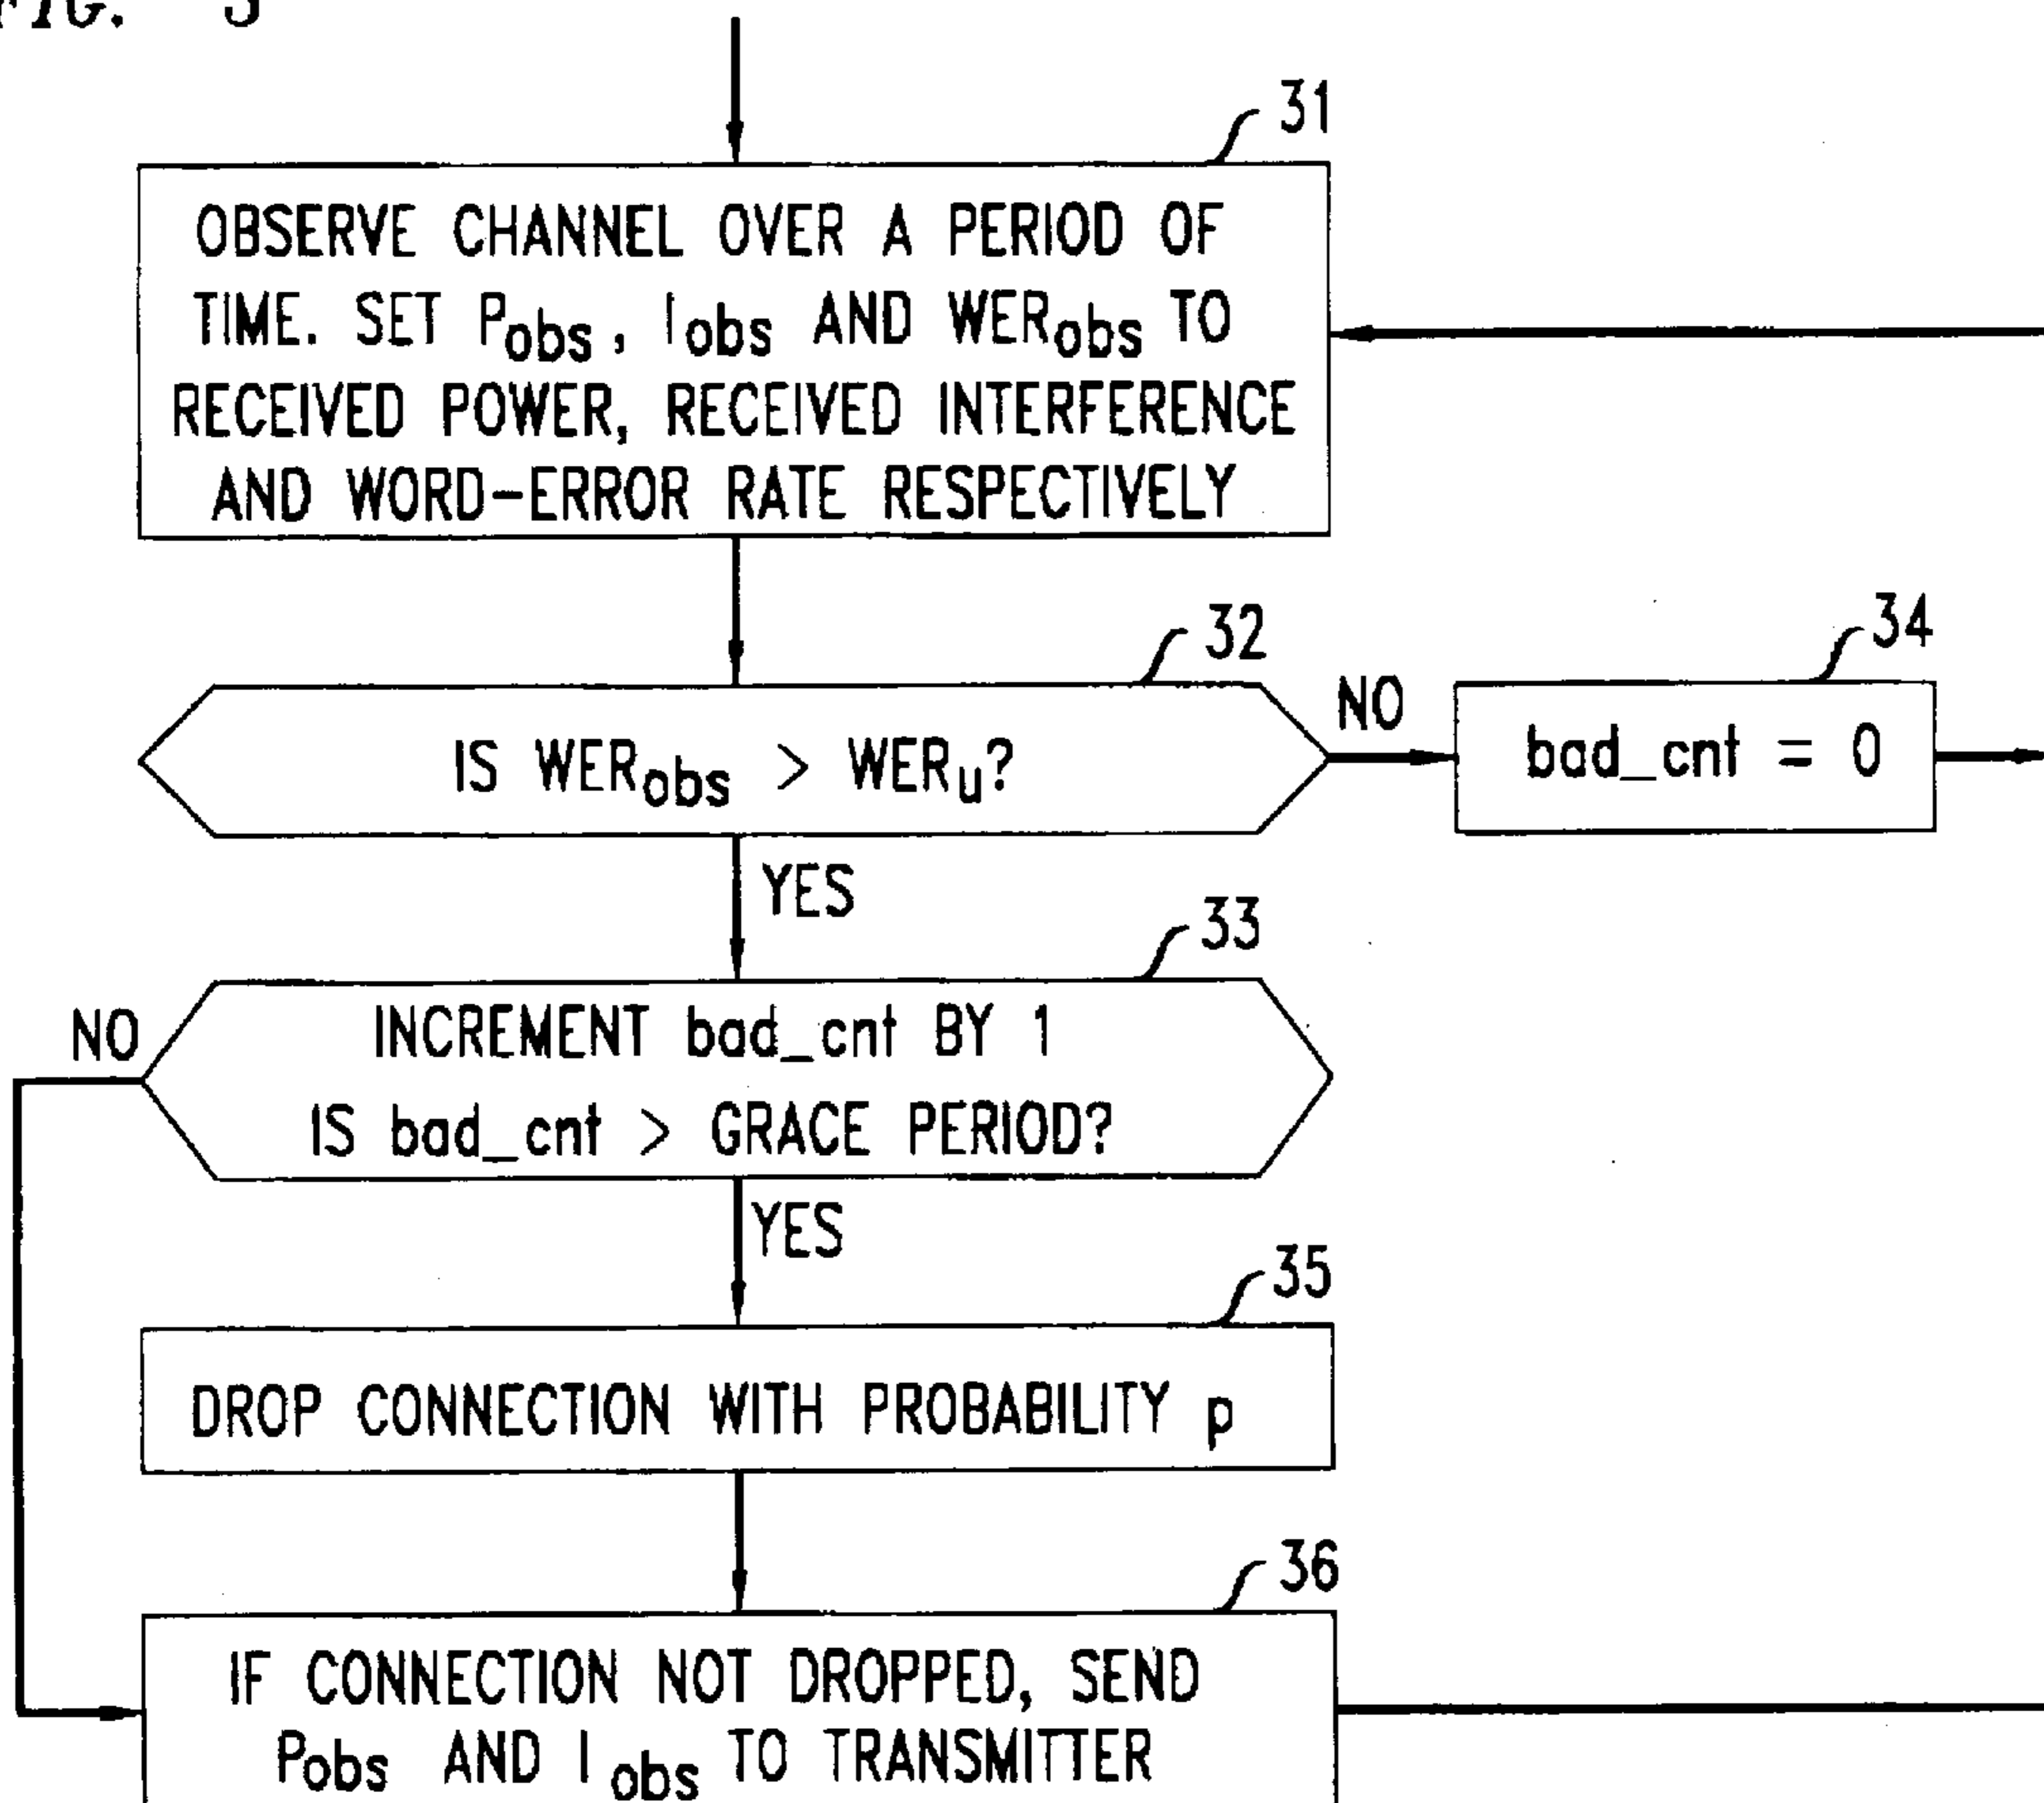 FIG. 3
31
OBSERVE CHANNEL OVER A PERIOD OF
TIME. SET Pobs, Iobs AND WERobs TO
RECEIVED POWER, RECEIVED INTERFERENCE
AND WORD-ERROR RATE RESPECTIVELY
32
IS WERobs > WERu?
NO
34
bad_cnt = 0
YES
33
INCREMENT bad_cnt BY 1
IS bad_cnt > GRACE PERIOD?
NO
YES
35
DROP CONNECTION WITH PROBABILITY p
36
IF CONNECTION NOT DROPPED, SEND
Pobs AND Iobs TO TRANSMITTER